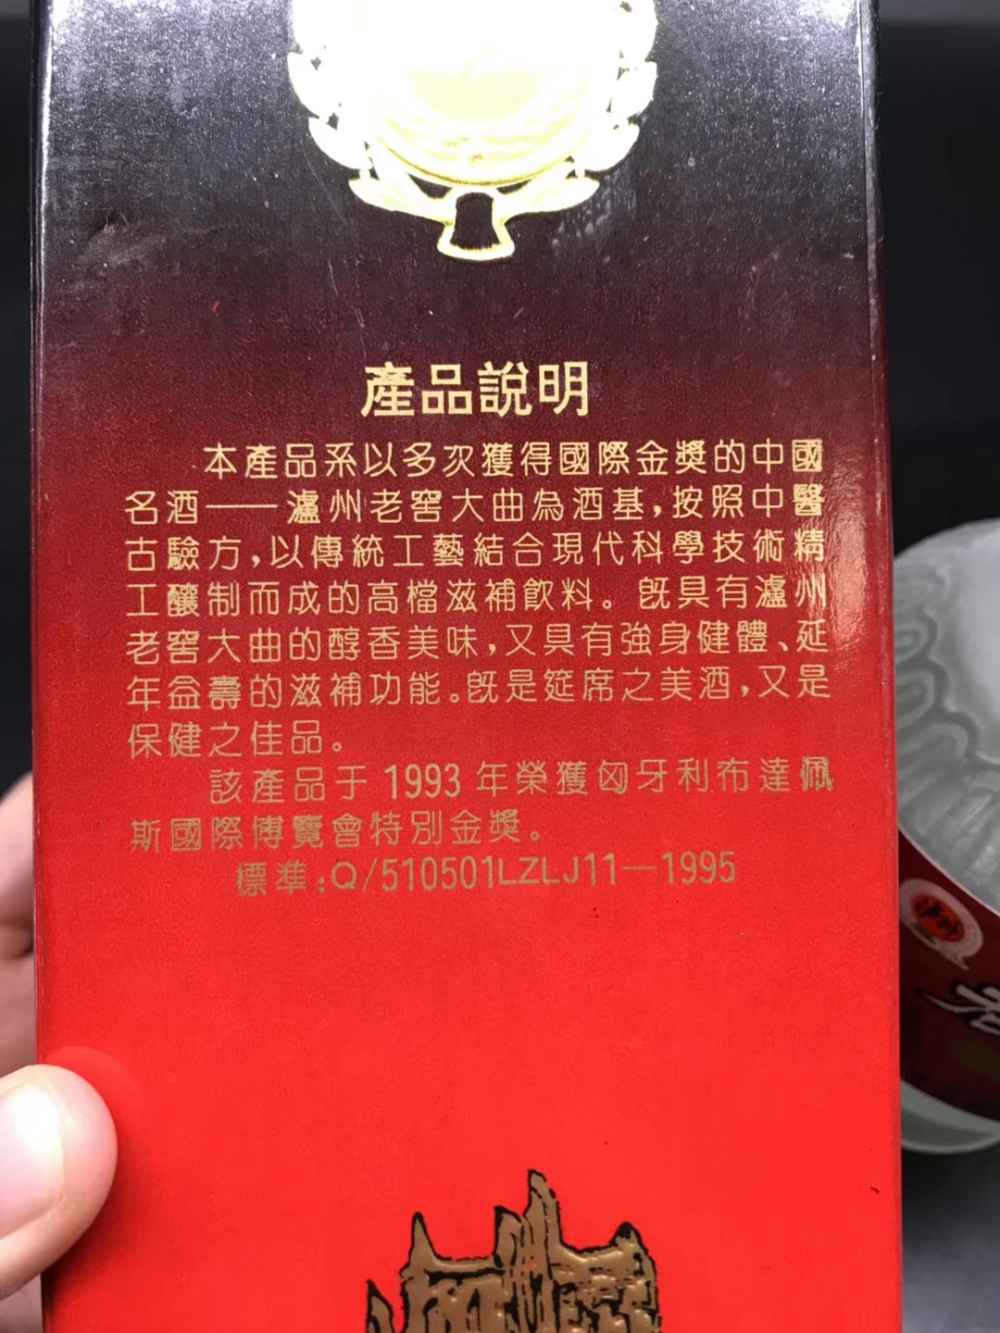 產品說明
本產品系以多次獲得國際金獎的中國
名酒——瀘州老窖大曲為酒基,按照中醫
古驗方,以傳統工藝結合現代科學技術精
工釀制而成的高檔滋補飲料。既具有瀘州
老窖大曲的醇香美味,又具有強身健體、延
年益壽的滋補功能。既是筵席之美酒,又是
保健之佳品。
該產品于1993年榮獲匈牙利布達佩
斯國際博覽會特別金獎。
標準:Q/510501LZLJ11—1995
老